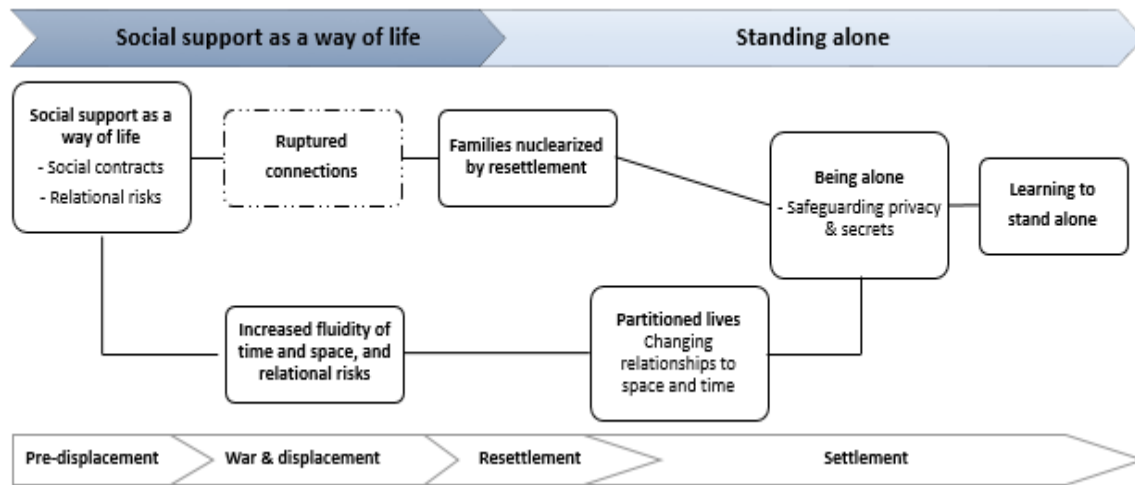 Social support as a way of life
Standing alone
Social support as a
way of life
- Social contracts
- Relational risks
Ruptured
connections
Families nuclearized
by resettlement
Being alone
- Safeguarding privacy
& secrets
Learning to
stand alone
Increased fluidity of
time and space, and
relational risks
Partitioned lives
Changing
relationships to
space and time
Pre-displacement
War & displacement
Resettlement
Settlement